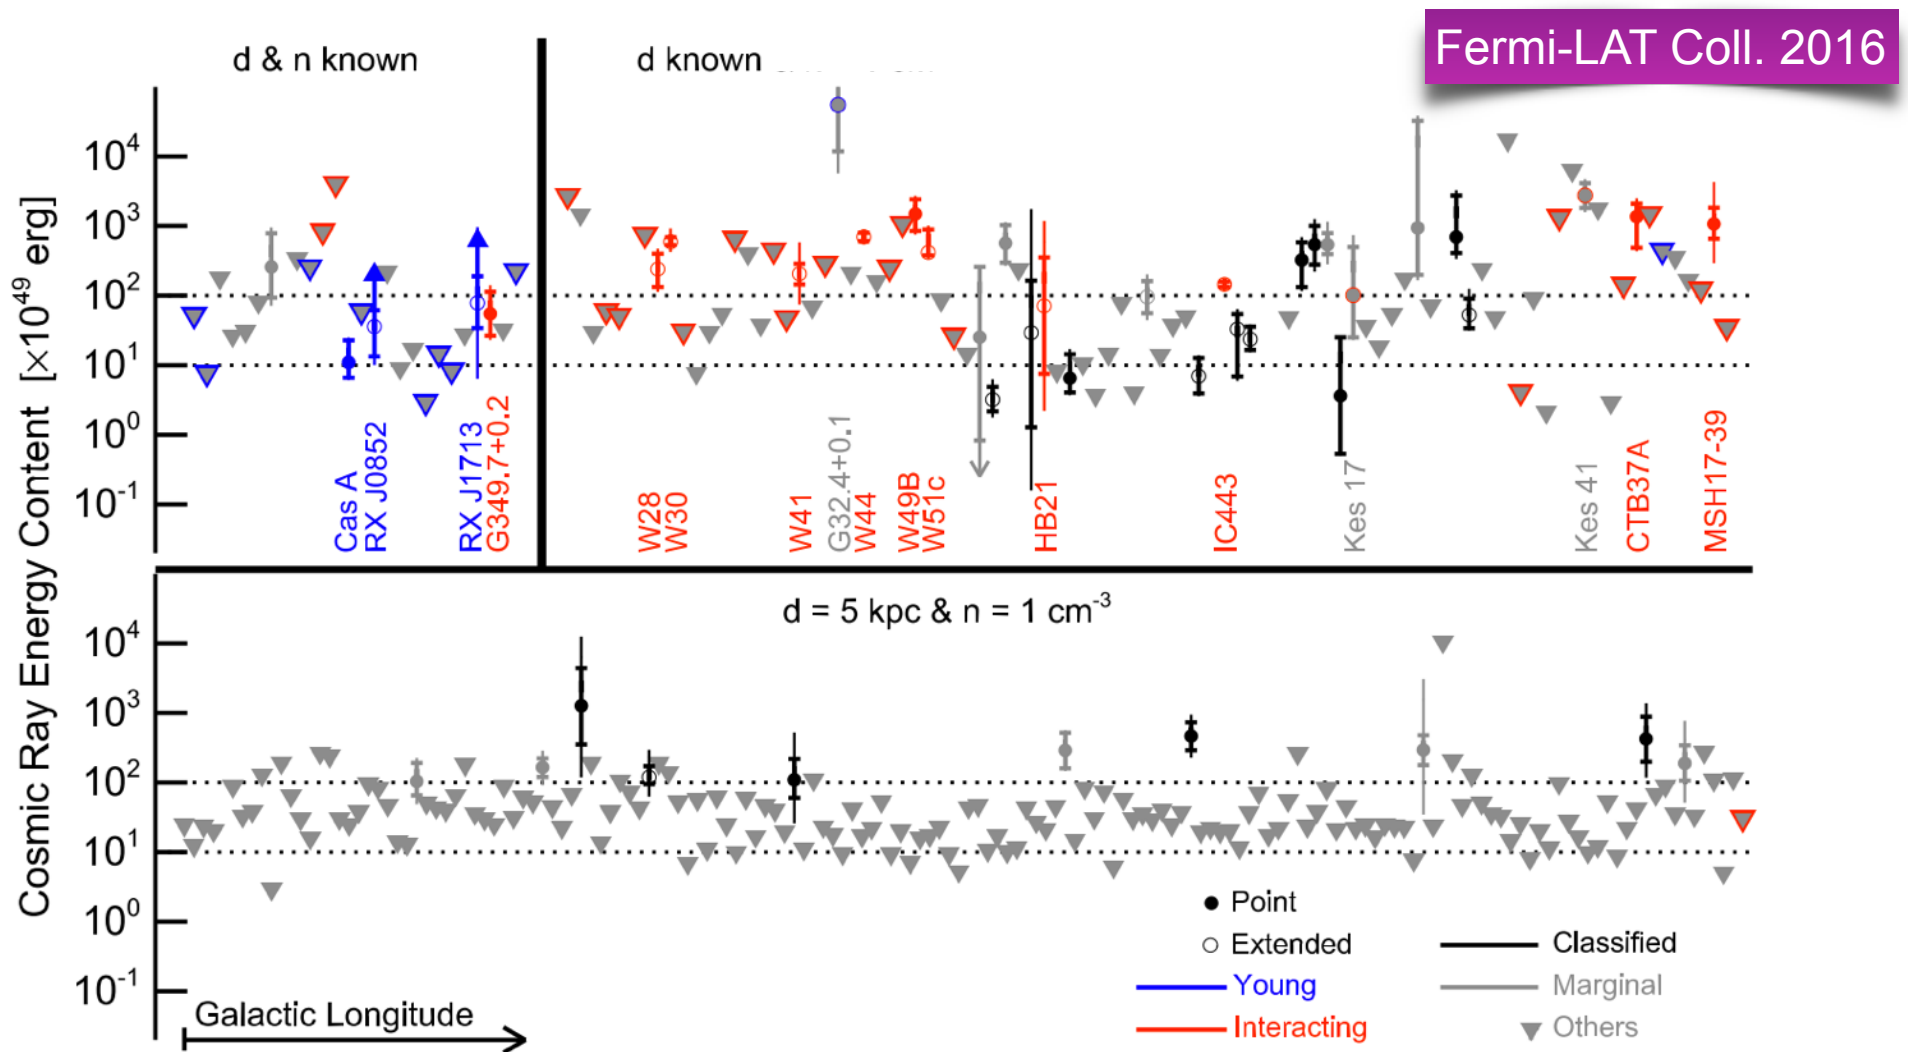 Fermi-LAT Coll. 2016
d & n known
d known
Cosmic Ray Energy Content [×10^49 erg]
10^4
10^3
10^2
10^1
10^0
10^-1
Cas A
RX J0852
RX J1713
G349.7+0.2
W28
W30
W41
G32.4+0.1
W44
W49B
W51c
HB21
IC443
Kes 17
Kes 41
CTB37A
MSH17-39
d = 5 kpc & n = 1 cm^-3
10^4
10^3
10^2
10^1
10^0
10^-1
Point
Extended
Classified
Young
Marginal
Interacting
Others
Galactic Longitude